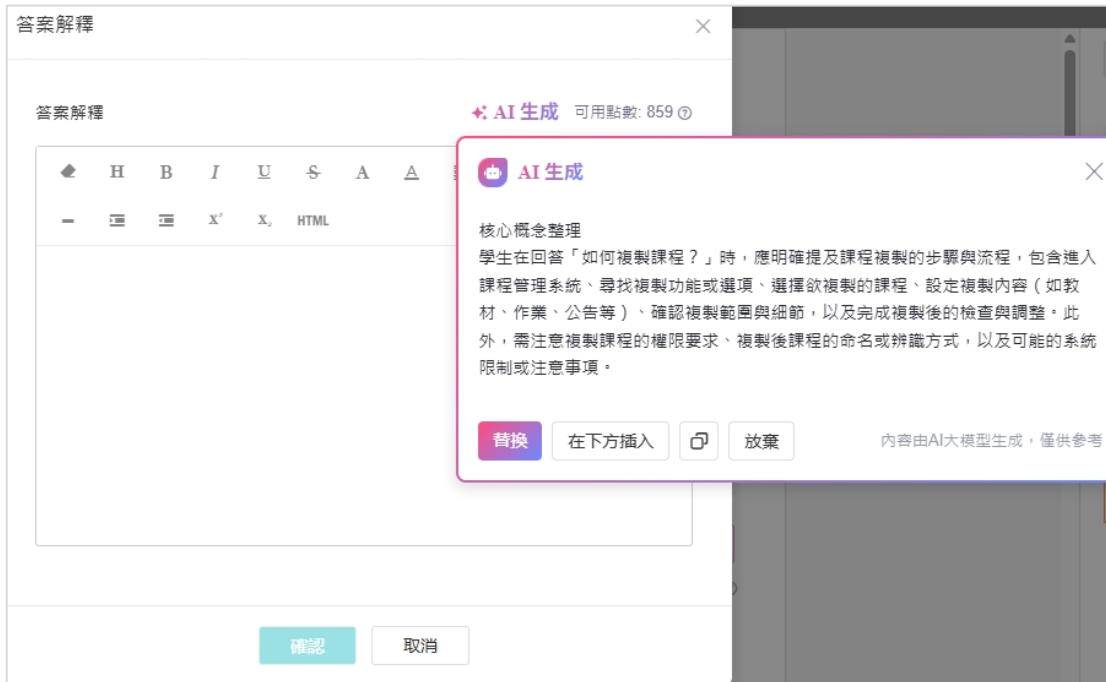 答案解釋
答案解釋
AI 生成 可用點數: 859
H B I U S A A
X² X₂ HTML
AI 生成
核心概念整理
學生在回答「如何複製課程？」時，應明確提及課程複製的步驟與流程，包含進入
課程管理系統、尋找複製功能或選項、選擇欲複製的課程、設定複製內容（如教
材、作業、公告等）、確認複製範圍與細節，以及完成複製後的檢查與調整。此
外，需注意複製課程的權限要求、複製後課程的命名或辨識方式，以及可能的系統
限制或注意事項。
替換 在下方插入 放棄 內容由AI大模型生成，僅供參考
確認 取消